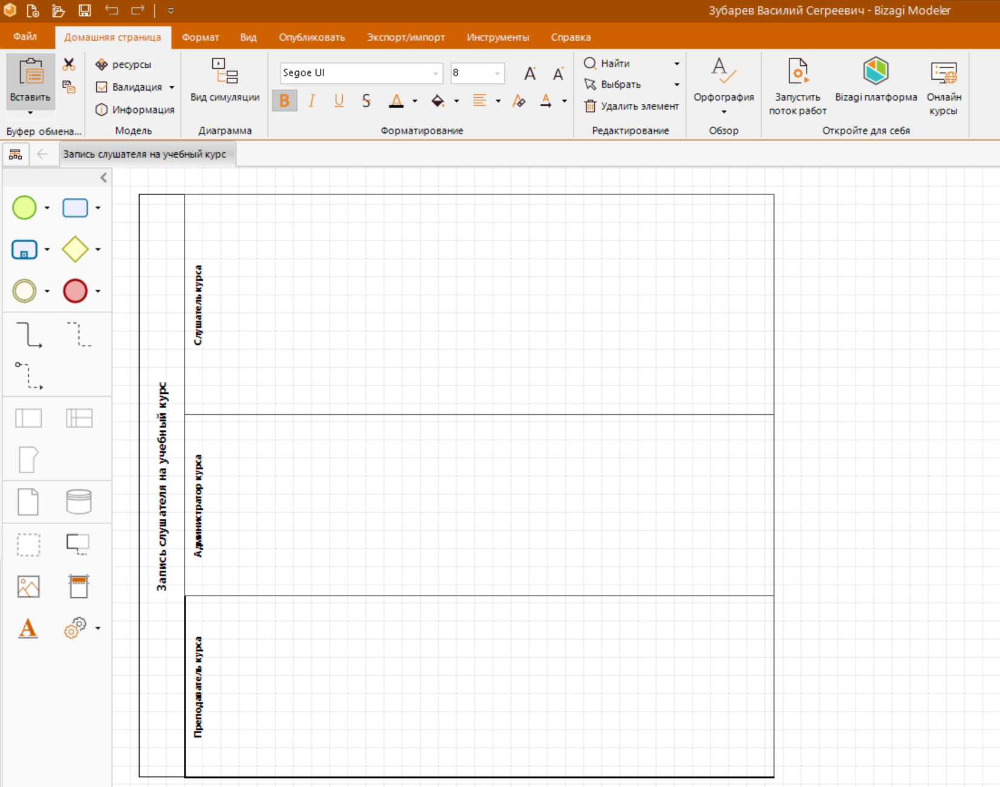 Зубарев Василий Сегреевич - Bizagi Modeler
Файл
Домашняя страница
Формат
Вид
Опубликовать
Экспорт/импорт
Инструменты
Справка
Вставить
ресурсы
Валидация
Информация
Вид симуляции
Segoe UI
8
A A
B I U S
Найти
Выбрать
Удалить элемент
Орфография
Запустить
поток работ
Bizagi платформа
Онлайн
курсы
Буфер обмена...
Модель
Диаграмма
Форматирование
Редактирование
Обзор
Откройте для себя
Запись слушателя на учебный курс
Запись слушателя на учебный курс
Слушатель курса
Администратор курса
Преподаватель курса